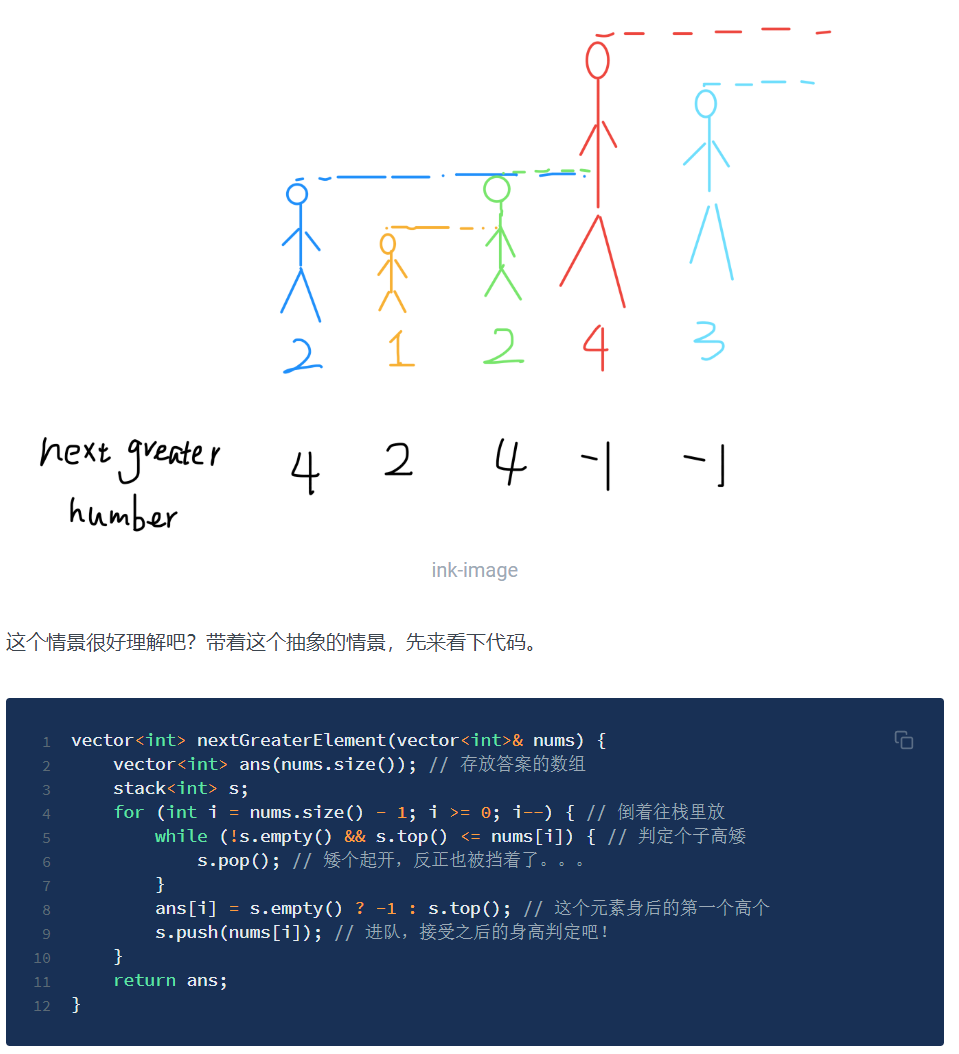 2 1 2 4 3
next greater 4 2 4 -1 -1
number
ink-image
这个情景很好理解吧？带着这个抽象的情景，先来看下代码。
1 vector<int> nextGreaterElement(vector<int>& nums) {
2 vector<int> ans(nums.size()); // 存放答案的数组
3 stack<int> s;
4 for (int i = nums.size() - 1; i >= 0; i--) { // 倒着往栈里放
5 while (!s.empty() && s.top() <= nums[i]) { // 判定个子高矮
6 s.pop(); // 矮个起开，反正也被挡着了。。。
7 }
8 ans[i] = s.empty() ? -1 : s.top(); // 这个元素身后的第一个高个
9 s.push(nums[i]); // 进队，接受之后的身高判定吧！
10 }
11 return ans;
12 }